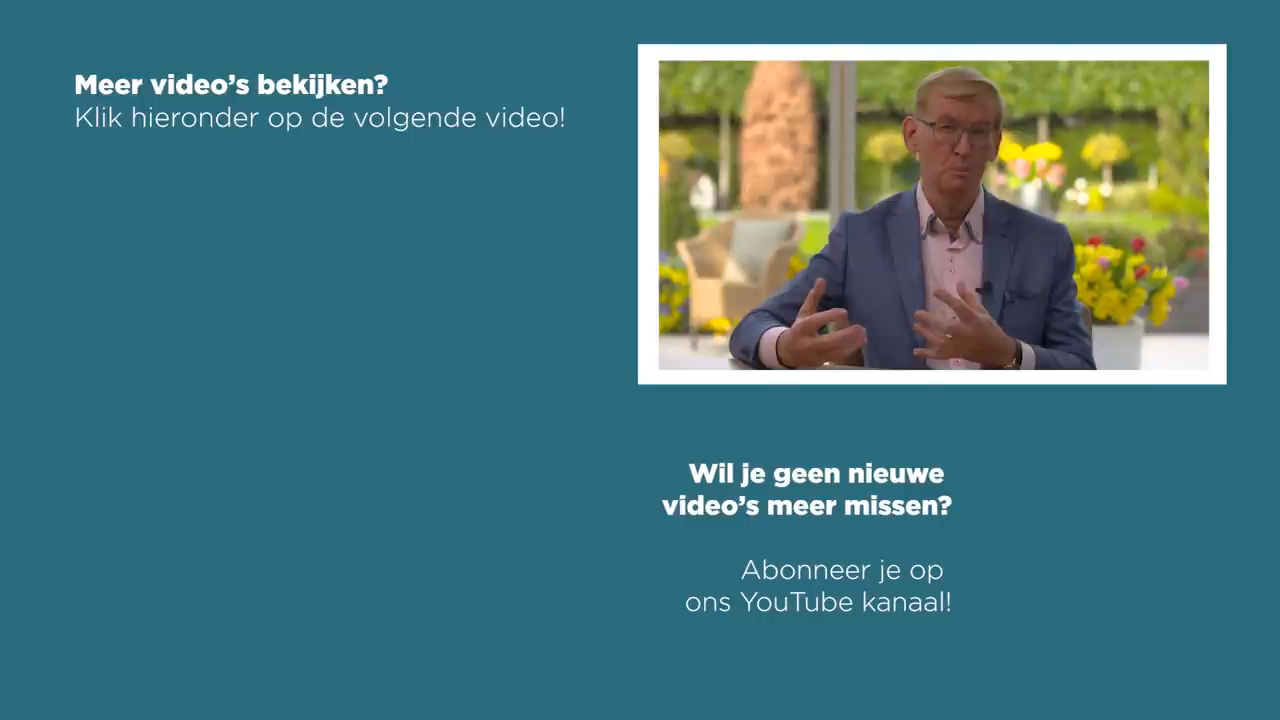 Meer video’s bekijken?
Klik hieronder op de volgende video!
Wil je geen nieuwe
video’s meer missen?
Abonneer je op
ons YouTube kanaal!